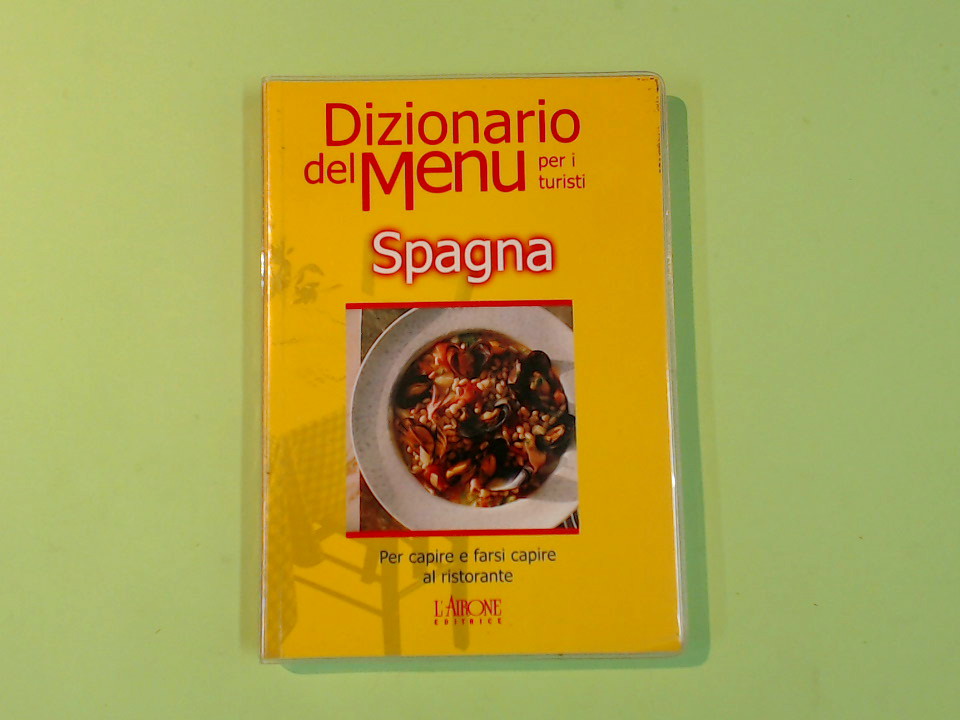 Dizionario
del Menu per i
turisti
Spagna
Per capire e farsi capire
al ristorante
L'AIRONE
EDITRICE